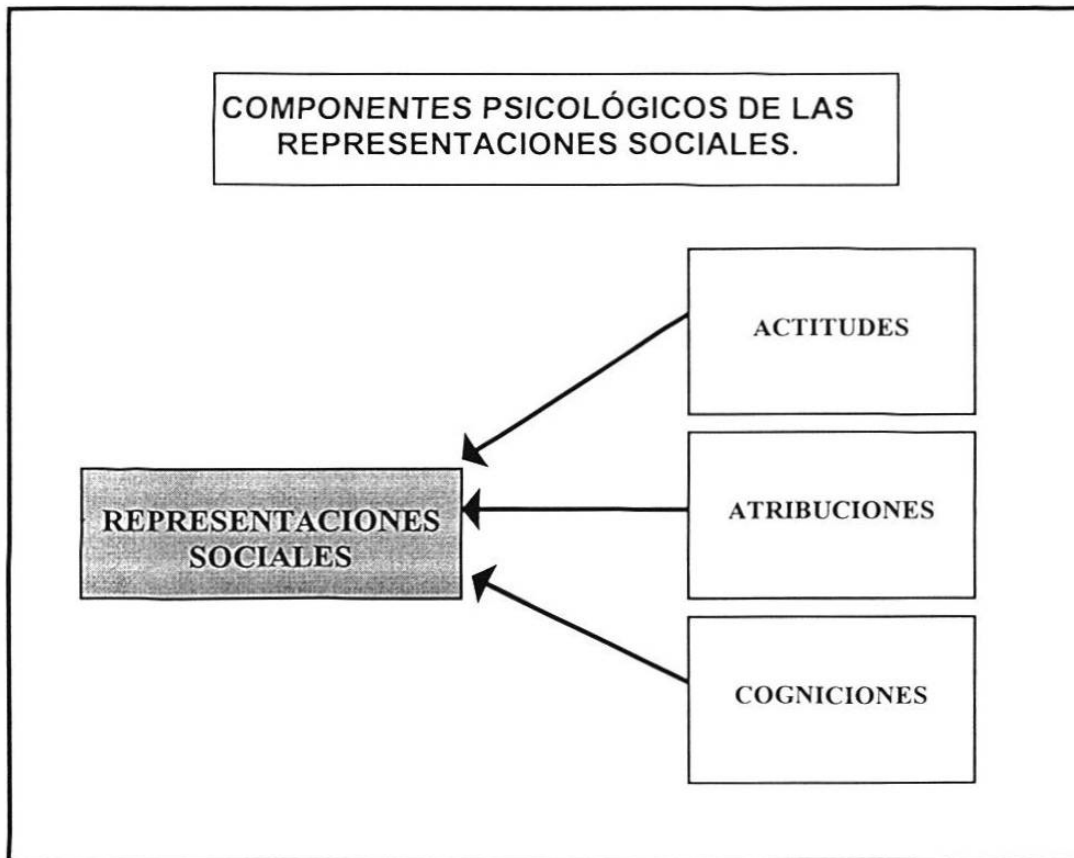 COMPONENTES PSICOLÓGICOS DE LAS
REPRESENTACIONES SOCIALES.
ACTITUDES
REPRESENTACIONES
SOCIALES
ATRIBUCIONES
COGNICIONES